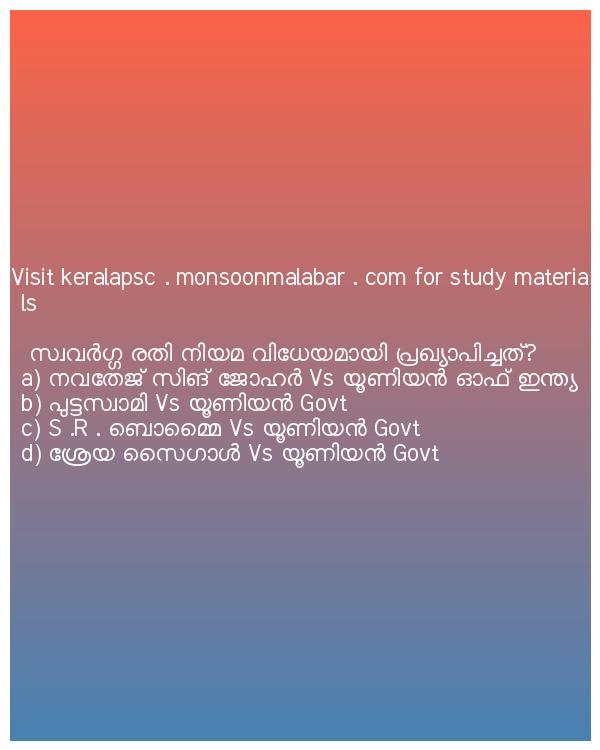 Visit keralapsc . monsoonmalabar . com for study materia
ls
സ്വവർഗ്ഗ രതി നിയമ വിധേയമായി പ്രഖ്യാപിച്ചത്?
a) നവതേജ് സിങ് ജോഹർ Vs യൂണിയൻ ഓഫ് ഇന്ത്യ
b) പുട്ടസ്വാമി Vs യൂണിയൻ Govt
c) S .R . ബൊമ്മൈ Vs യൂണിയൻ Govt
d) ശ്രേയ സൈഗാൾ Vs യൂണിയൻ Govt